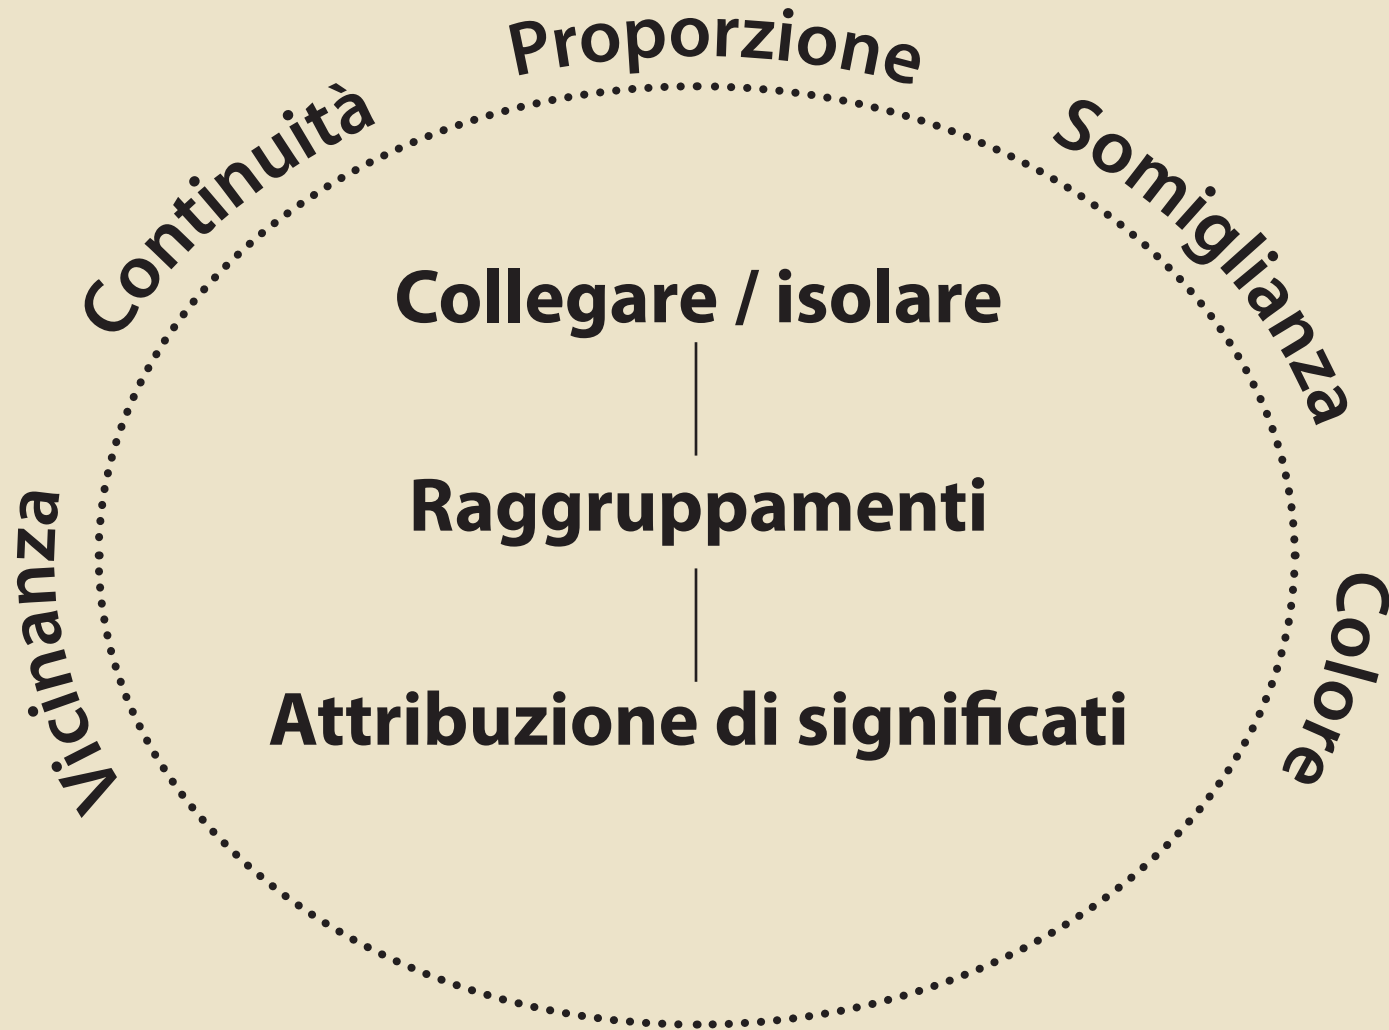 Proporzione
Continuità
Somiglianza
Collegare / isolare
Raggruppamenti
Vicinanza
Colore
Attribuzione di significati